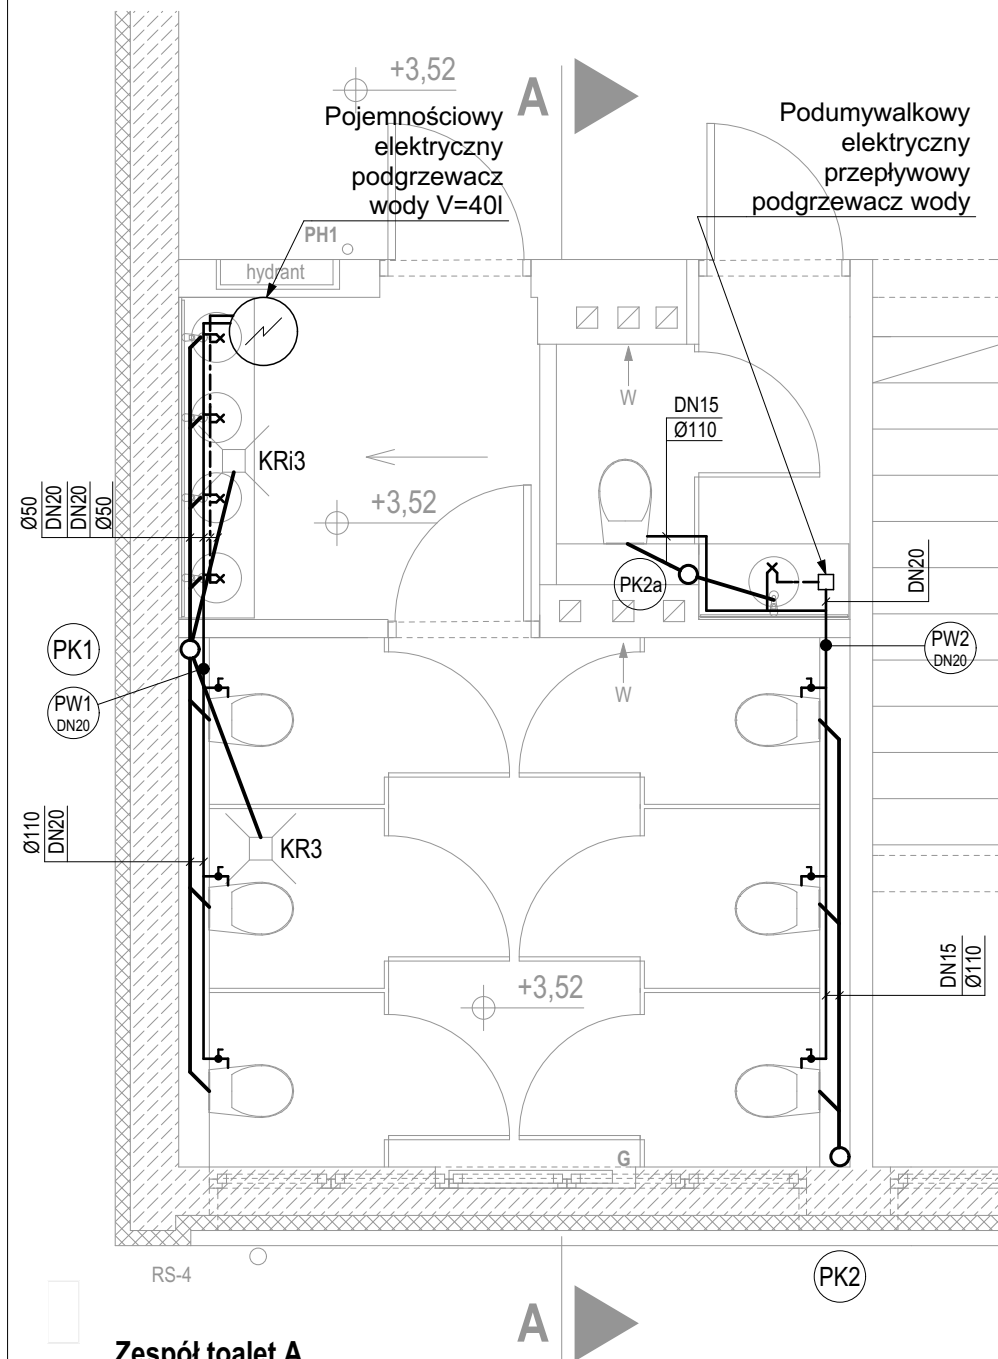 +3,52
A
Pojemnościowy
elektryczny
podgrzewacz
wody V=40l
Podumywalkowy
elektryczny
przepływowy
podgrzewacz wody
PH1
hydrant
W
DN15
Ø110
KRi3
+3,52
Ø50
DN20
DN20
Ø50
PK2a
DN20
PK1
PW1
DN20
PW2
DN20
W
Ø110
DN20
KR3
+3,52
DN15
Ø110
G
RS-4
PK2
A
Zespół toalet A